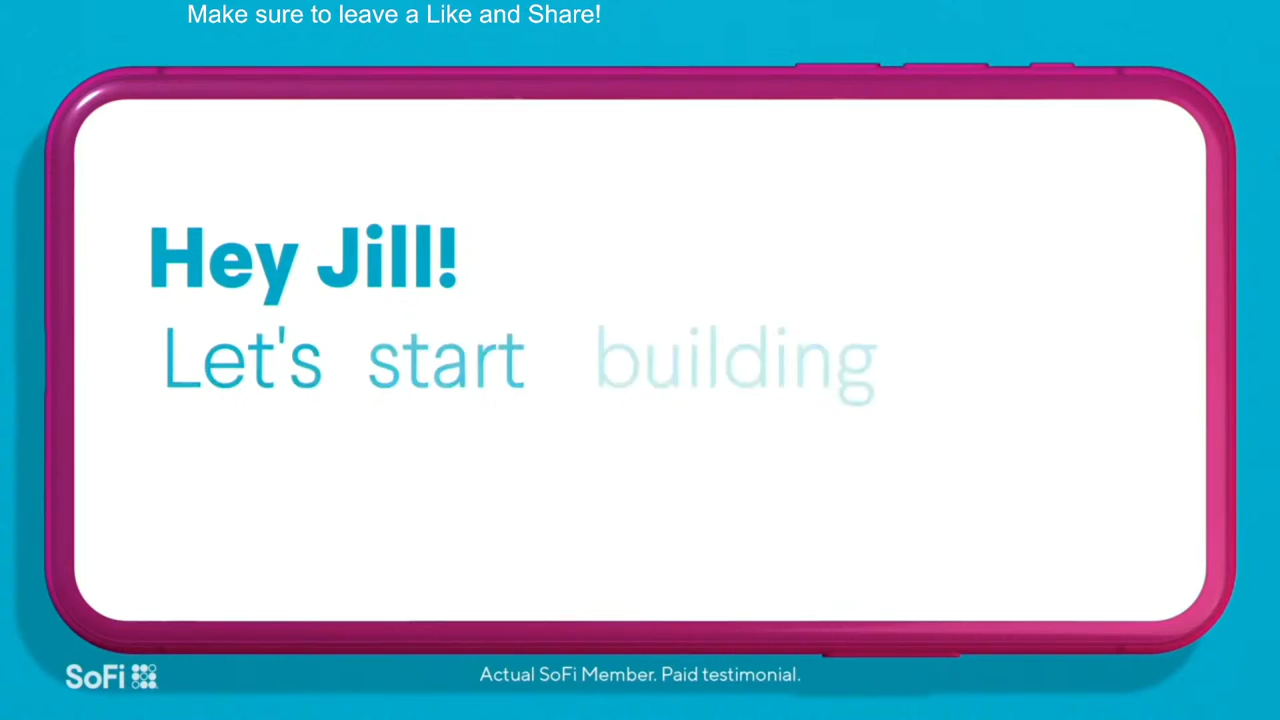 Make sure to leave a Like and Share!
Hey Jill!
Let's start building
SoFi
Actual SoFi Member. Paid testimonial.